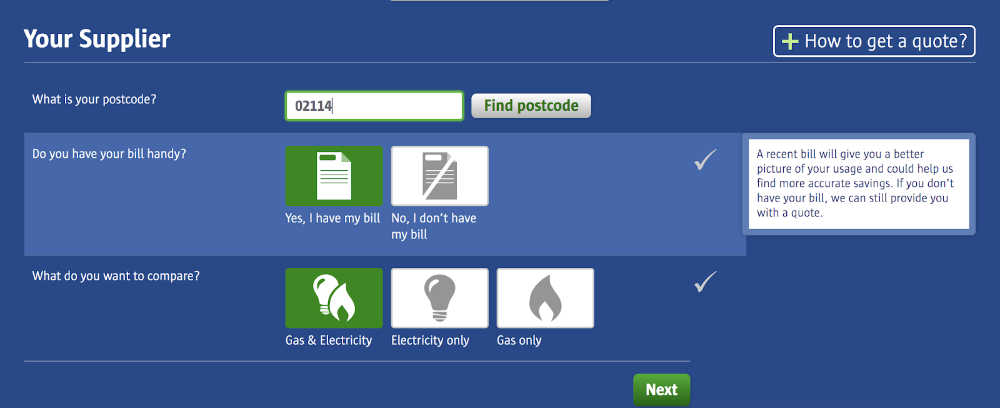 Your Supplier
+ How to get a quote?
What is your postcode?
02114
Find postcode
Do you have your bill handy?
Yes, I have my bill
No, I don't have
my bill
A recent bill will give you a better
picture of your usage and could help us
find more accurate savings. If you don't
have your bill, we can still provide you
with a quote.
What do you want to compare?
Gas & Electricity
Electricity only
Gas only
Next